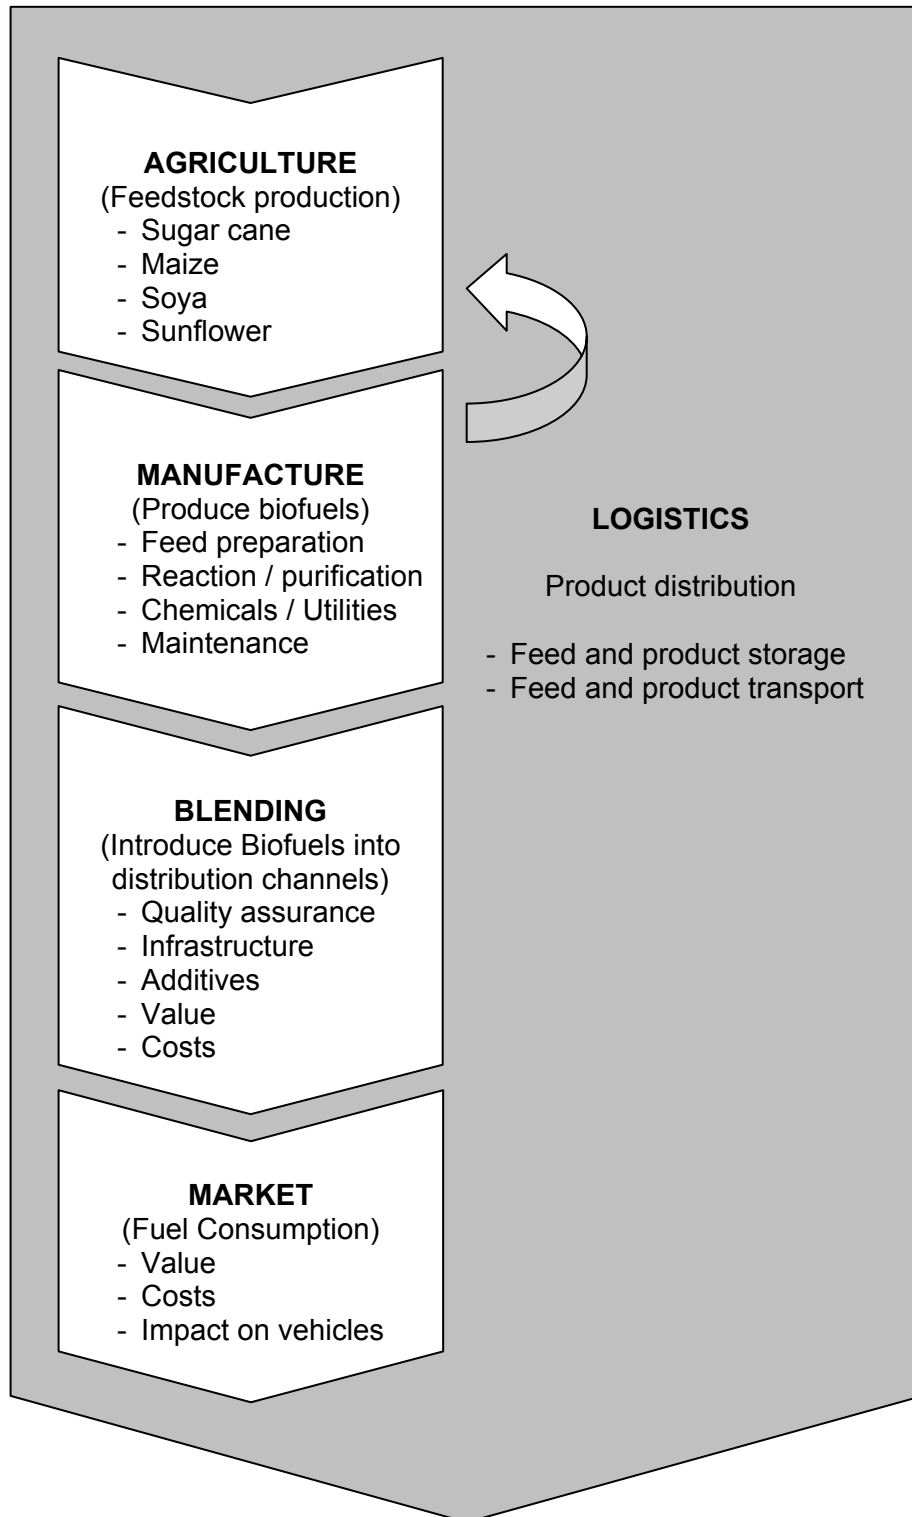 AGRICULTURE
(Feedstock production)
- Sugar cane
- Maize
- Soya
- Sunflower
MANUFACTURE
(Produce biofuels)
- Feed preparation
- Reaction / purification
- Chemicals / Utilities
- Maintenance
LOGISTICS
Product distribution
- Feed and product storage
- Feed and product transport
BLENDING
(Introduce Biofuels into
distribution channels)
- Quality assurance
- Infrastructure
- Additives
- Value
- Costs
MARKET
(Fuel Consumption)
- Value
- Costs
- Impact on vehicles